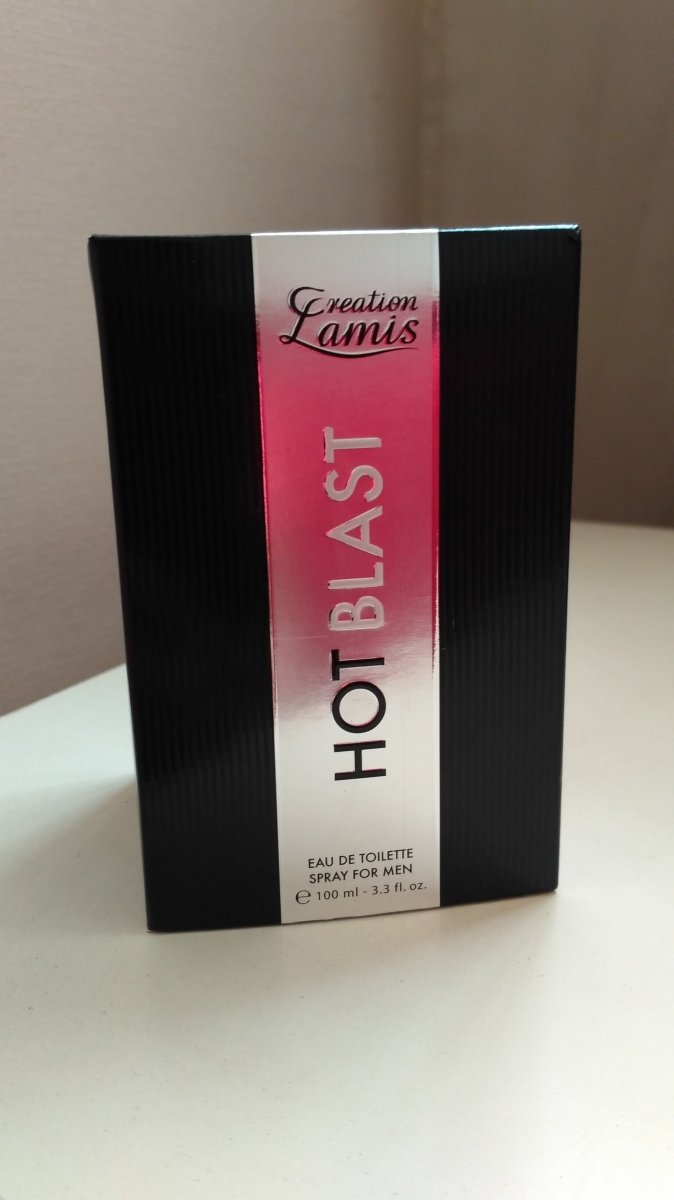 Creation
Lamis
HOT BLAST
EAU DE TOILETTE
SPRAY FOR MEN
℮ 100 ml - 3.3 fl. oz.